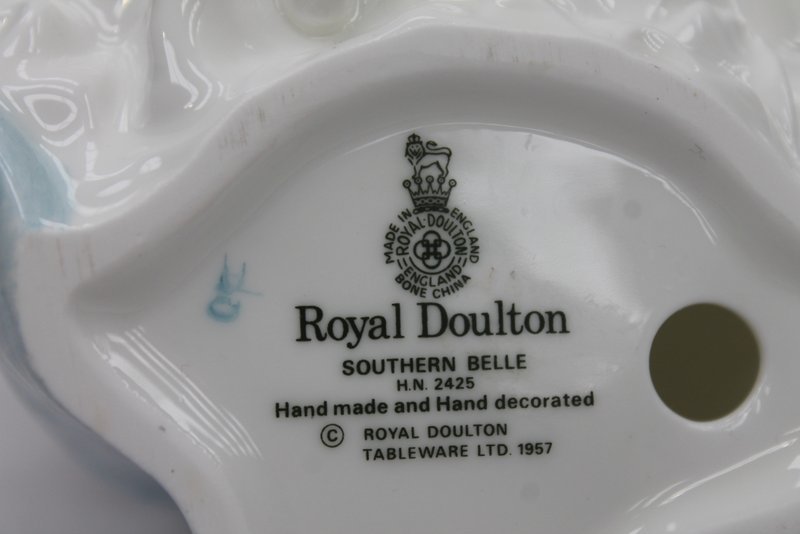 MADE IN ENGLAND
ROYAL·DOULTON
ENGLAND
BONE CHINA
Royal Doulton
SOUTHERN BELLE
H.N. 2425
Hand made and Hand decorated
© ROYAL DOULTON
TABLEWARE LTD. 1957